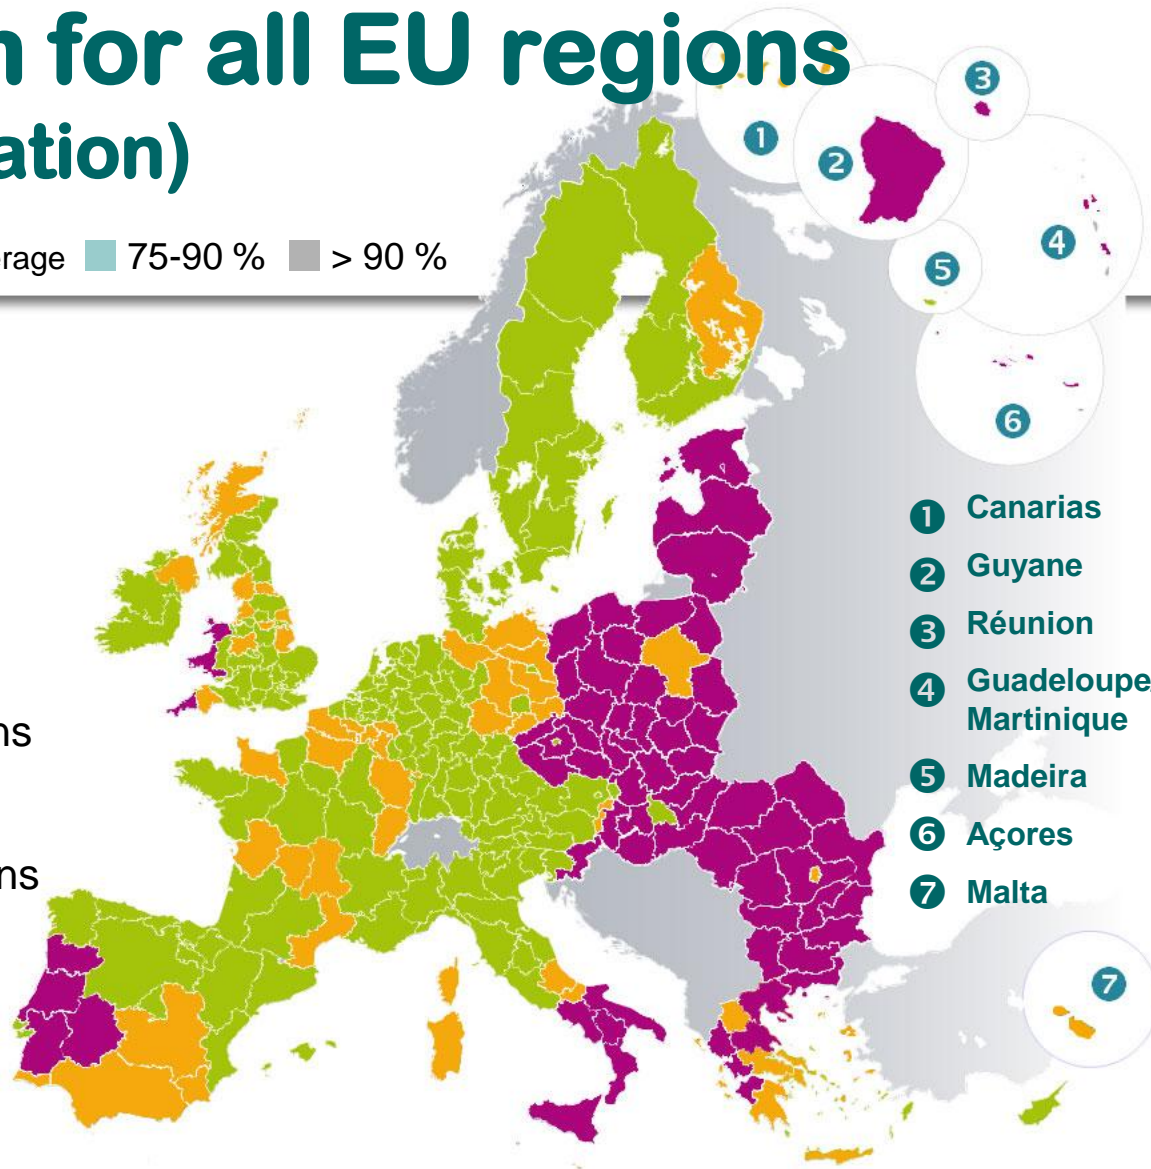 n for all EU regions
ation)
erage 75-90 % > 90 %
ns
ns
1
2
3
4
5
6
7
1 Canarias
2 Guyane
3 Réunion
4 Guadeloupe/
Martinique
5 Madeira
6 Açores
7 Malta